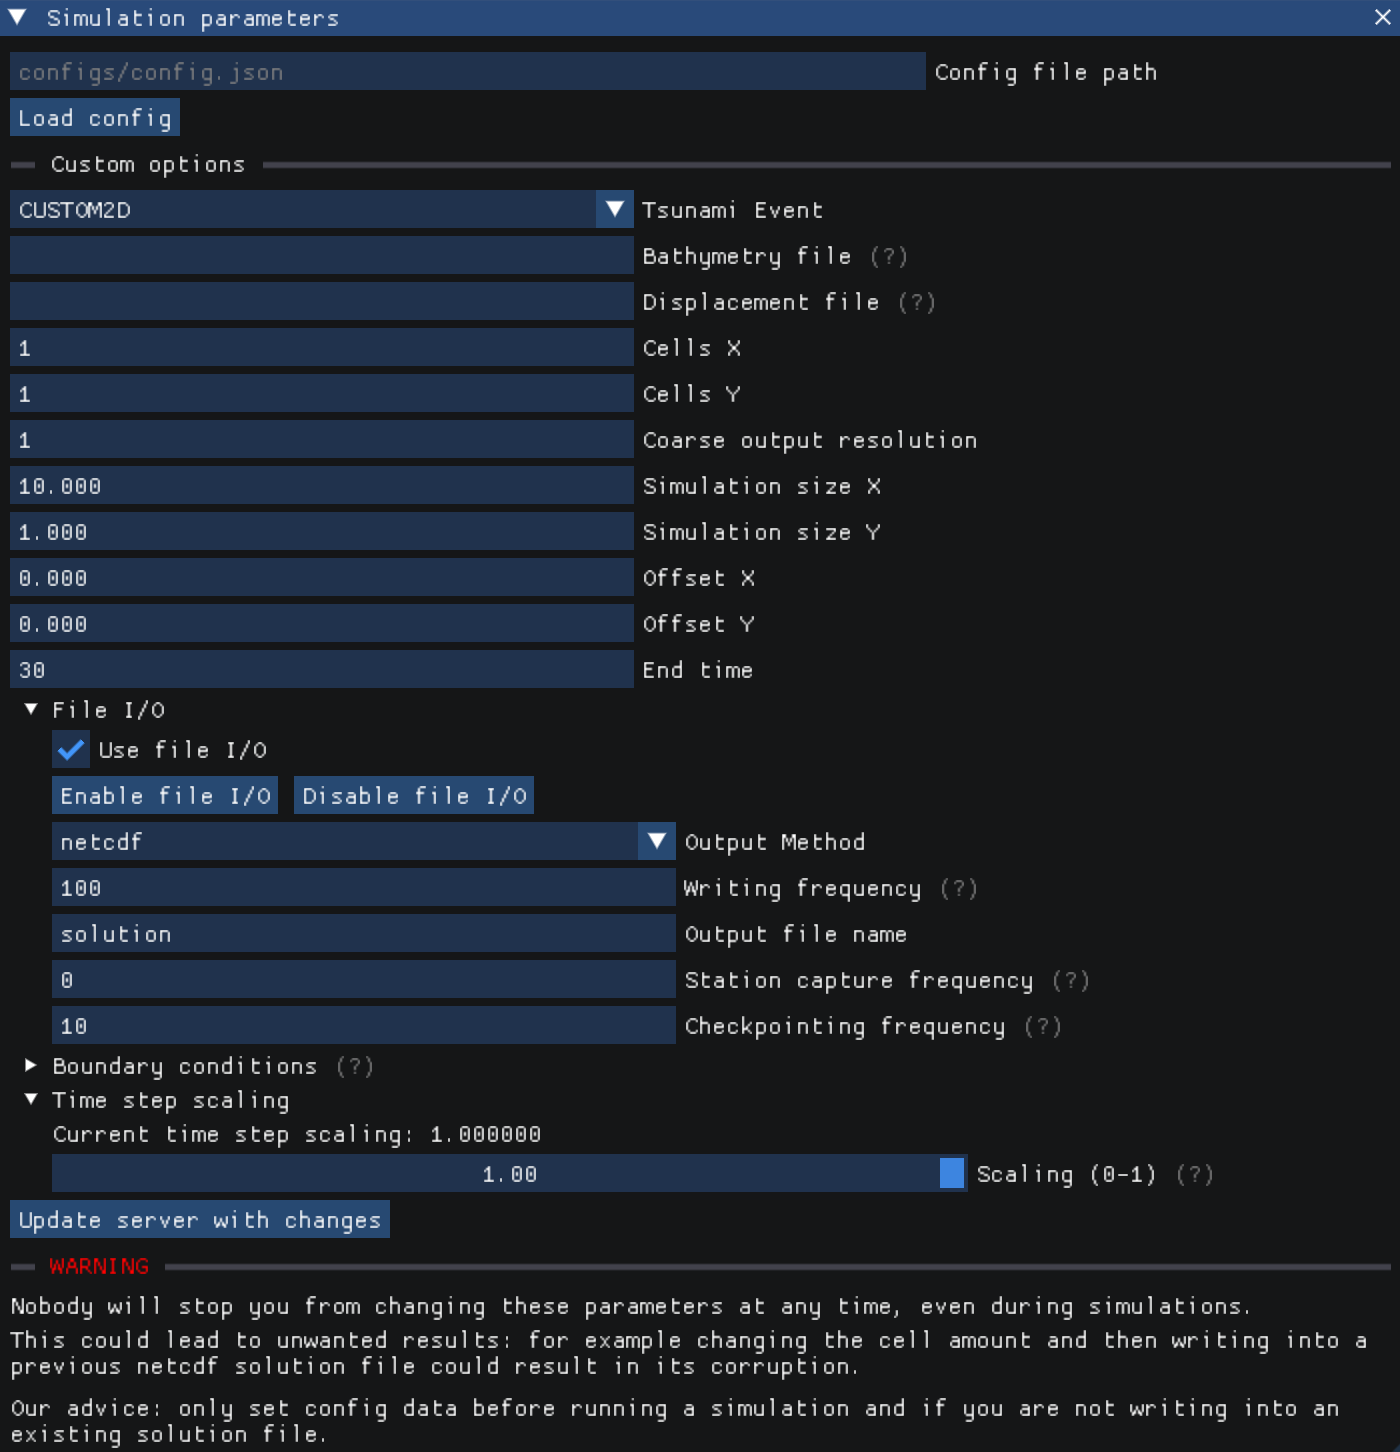 Simulation parameters
configs/config.json Config file path
Load config
Custom options
CUSTOM2D Tsunami Event
Bathymetry file (?)
Displacement file (?)
1 Cells X
1 Cells Y
1 Coarse output resolution
10.000 Simulation size X
1.000 Simulation size Y
0.000 Offset X
0.000 Offset Y
30 End time
File I/O
Use file I/O
Enable file I/O Disable file I/O
netcdf Output Method
100 Writing frequency (?)
solution Output file name
0 Station capture frequency (?)
10 Checkpointing frequency (?)
Boundary conditions (?)
Time step scaling
Current time step scaling: 1.000000
1.00 Scaling (0-1) (?)
Update server with changes
WARNING
Nobody will stop you from changing these parameters at any time, even during simulations.
This could lead to unwanted results: for example changing the cell amount and then writing into a
previous netcdf solution file could result in its corruption.
Our advice: only set config data before running a simulation and if you are not writing into an
existing solution file.